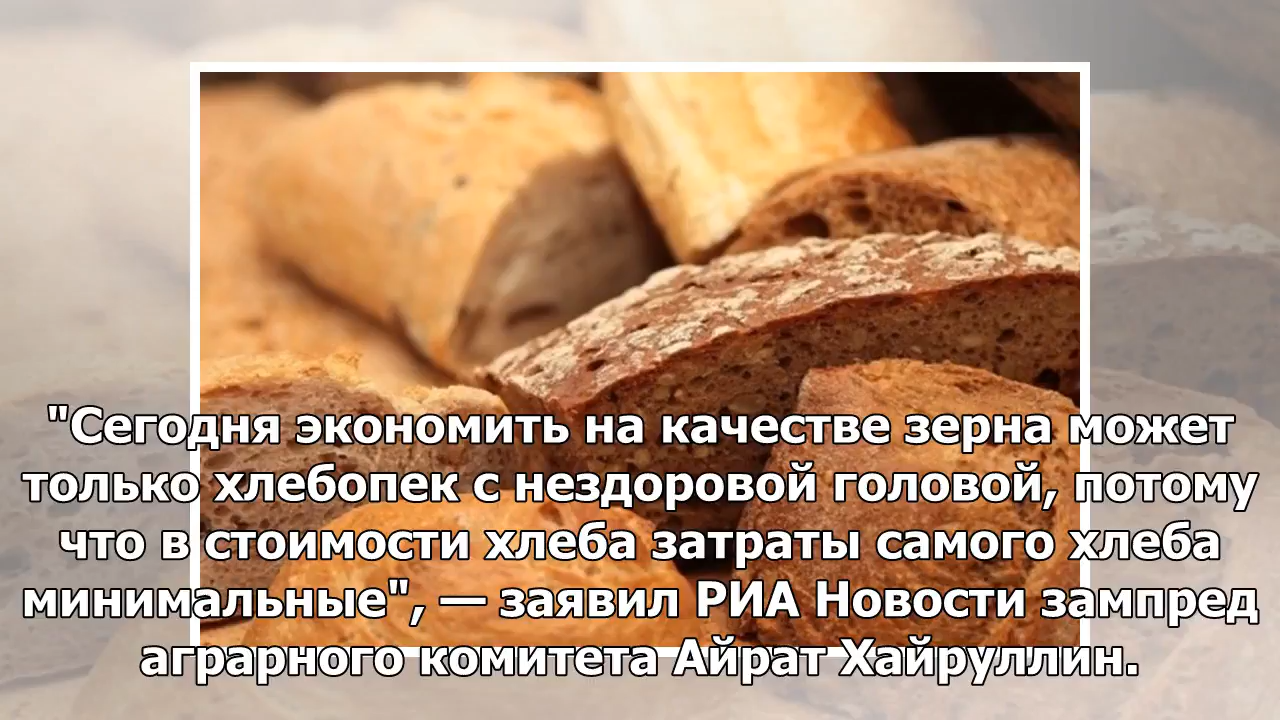 "Сегодня экономить на качестве зерна может
только хлебопек с нездоровой головой, потому
что в стоимости хлеба затраты самого хлеба
минимальные", — заявил РИА Новости зампред
аграрного комитета Айрат Хайруллин.